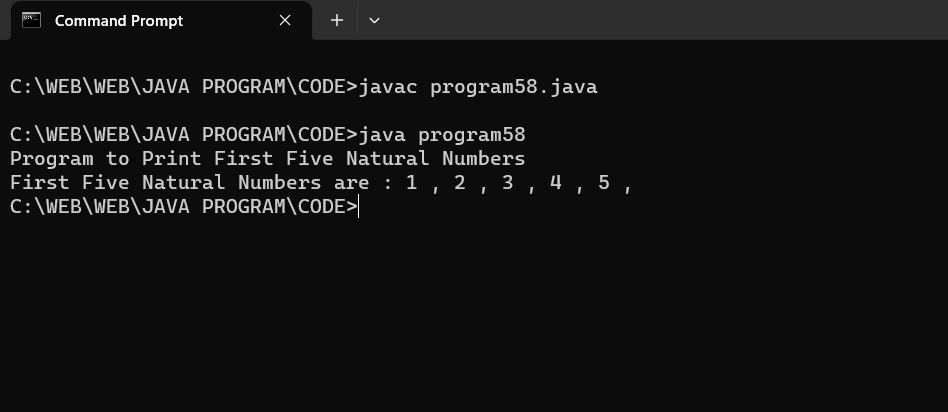 Command Prompt
C:\WEB\WEB\JAVA PROGRAM\CODE>javac program58.java
C:\WEB\WEB\JAVA PROGRAM\CODE>java program58
Program to Print First Five Natural Numbers
First Five Natural Numbers are : 1 , 2 , 3 , 4 , 5 ,
C:\WEB\WEB\JAVA PROGRAM\CODE>